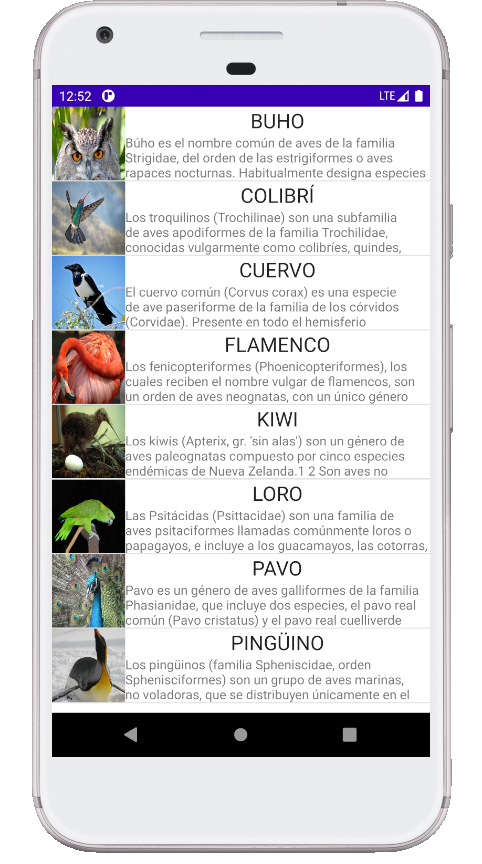 12:52
LTE
BUHO
Búho es el nombre común de aves de la familia
Strigidae, del orden de las estrigiformes o aves
rapaces nocturnas. Habitualmente designa especies
COLIBRÍ
Los troquilinos (Trochilinae) son una subfamilia
de aves apodiformes de la familia Trochilidae,
conocidas vulgarmente como colibríes, quindes,
CUERVO
El cuervo común (Corvus corax) es una especie
de ave paseriforme de la familia de los córvidos
(Corvidae). Presente en todo el hemisferio
FLAMENCO
Los fenicopteriformes (Phoenicopteriformes), los
cuales reciben el nombre vulgar de flamencos, son
un orden de aves neognatas, con un único género
KIWI
Los kiwis (Apterix, gr. 'sin alas') son un género de
aves paleognatas compuesto por cinco especies
endémicas de Nueva Zelanda.1 2 Son aves no
LORO
Las Psitácidas (Psittacidae) son una familia de
aves psitaciformes llamadas comúnmente loros o
papagayos, e incluye a los guacamayos, las cotorras,
PAVO
Pavo es un género de aves galliformes de la familia
Phasianidae, que incluye dos especies, el pavo real
común (Pavo cristatus) y el pavo real cuelliverde
PINGÜINO
Los pingüinos (familia Spheniscidae, orden
Sphenisciformes) son un grupo de aves marinas,
no voladoras, que se distribuyen únicamente en el